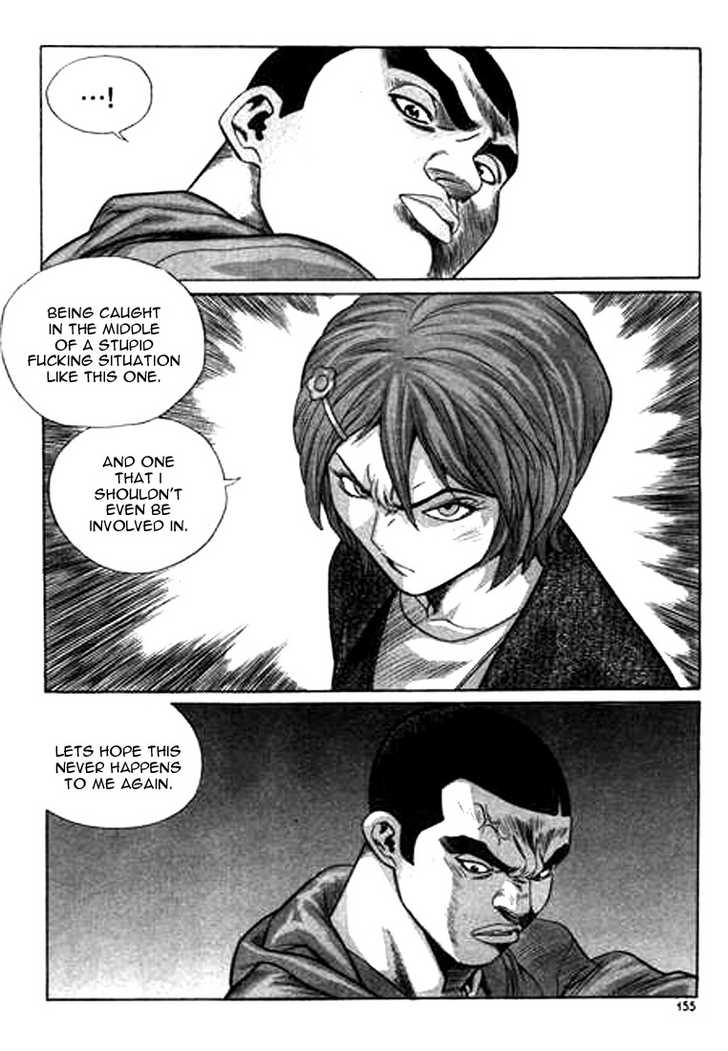 ...!
BEING CAUGHT
IN THE MIDDLE
OF A STUPID
FUCKING SITUATION
LIKE THIS ONE.
AND ONE
THAT I
SHOULDN'T
EVEN BE
INVOLVED IN.
LETS HOPE THIS
NEVER HAPPENS
TO ME AGAIN.
155